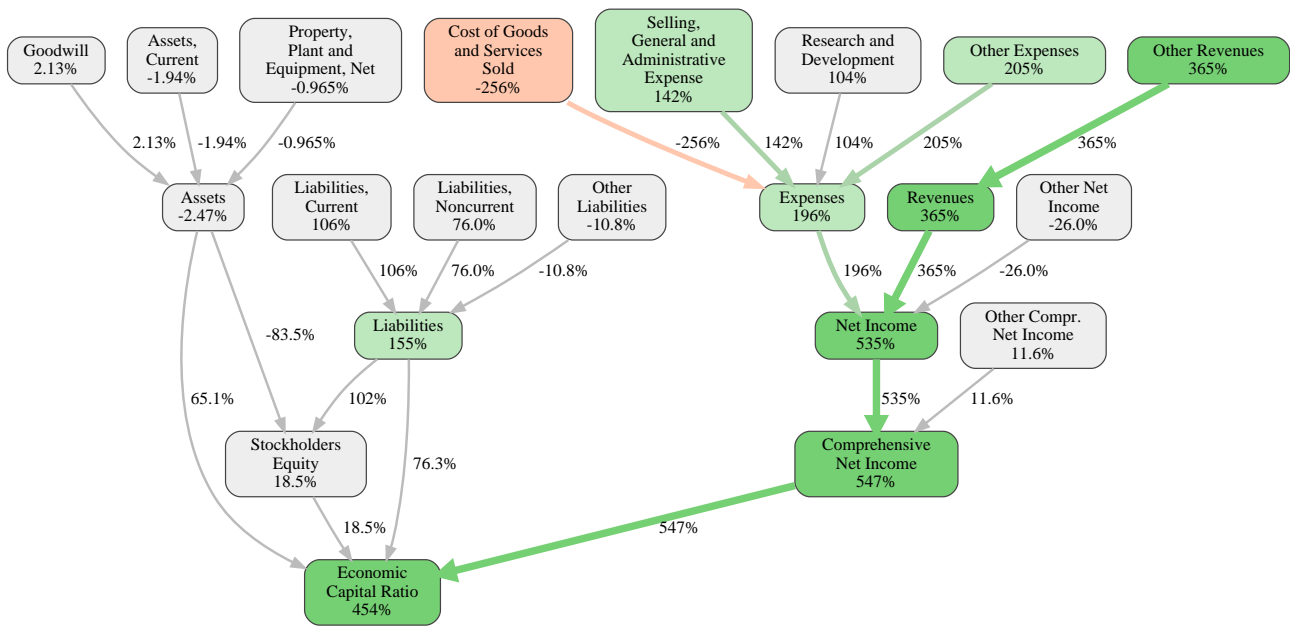 Goodwill
2.13%
Assets,
Current
-1.94%
Property,
Plant and
Equipment, Net
-0.965%
Cost of Goods
and Services
Sold
-256%
Selling,
General and
Administrative
Expense
142%
Research and
Development
104%
Other Expenses
205%
Other Revenues
365%
2.13%
-1.94%
-0.965%
-256%
142%
104%
205%
365%
Assets
-2.47%
Liabilities,
Current
106%
Liabilities,
Noncurrent
76.0%
Other
Liabilities
-10.8%
Expenses
196%
Revenues
365%
Other Net
Income
-26.0%
106%
76.0%
-10.8%
196%
365%
-26.0%
-83.5%
Liabilities
155%
Net Income
535%
Other Compr.
Net Income
11.6%
65.1%
102%
535%
11.6%
Stockholders
Equity
18.5%
76.3%
Comprehensive
Net Income
547%
18.5%
547%
Economic
Capital Ratio
454%